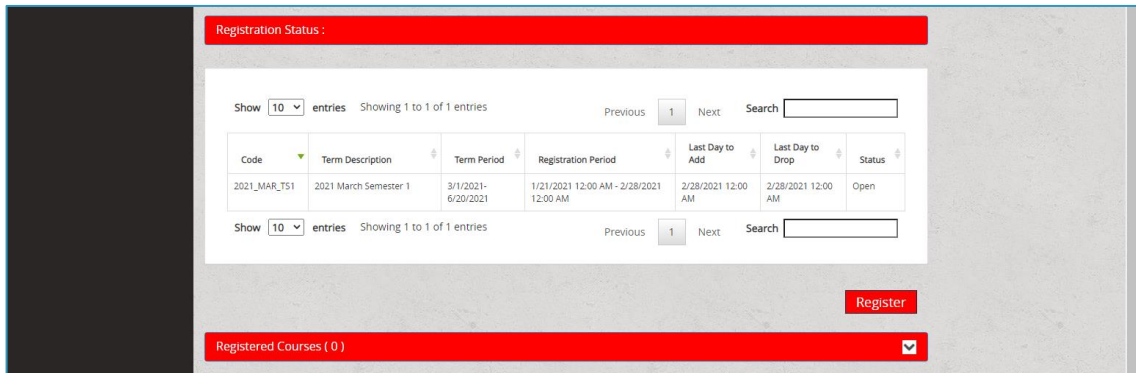 Registration Status :
Show 10 entries Showing 1 to 1 of 1 entries Previous 1 Next Search
Code Term Description Term Period Registration Period Last Day to Add Last Day to Drop Status
2021_MAR_TS1 2021 March Semester 1 3/1/2021-6/20/2021 1/21/2021 12:00 AM - 2/28/2021 12:00 AM 2/28/2021 12:00 AM 2/28/2021 12:00 AM Open
Show 10 entries Showing 1 to 1 of 1 entries Previous 1 Next Search
Register
Registered Courses ( 0 )